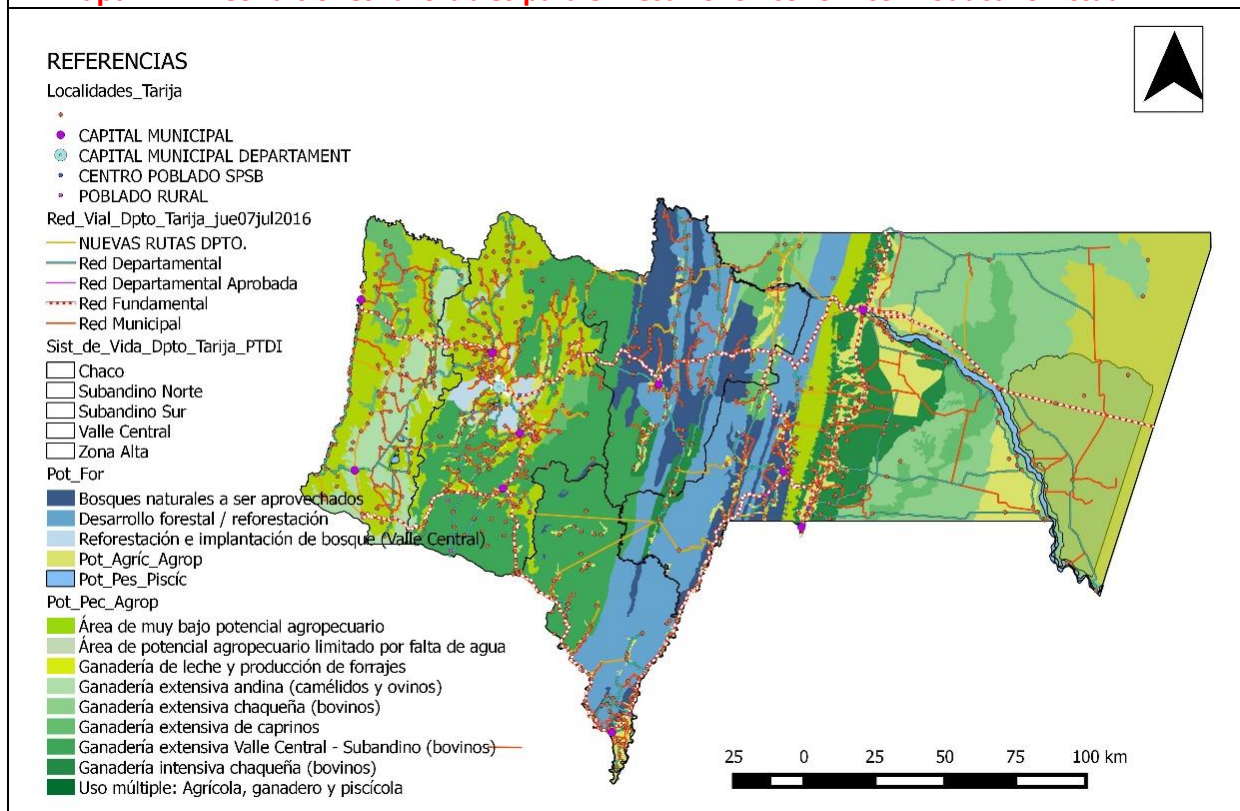 REFERENCIAS
Localidades_Tarija
CAPITAL MUNICIPAL
CAPITAL MUNICIPAL DEPARTAMENT
CENTRO POBLADO SPSB
POBLADO RURAL
Red_Vial_Dpto_Tarija_jue07jul2016
NUEVAS RUTAS DPTO.
Red Departamental
Red Departamental Aprobada
Red Fundamental
Red Municipal
Sist_de_Vida_Dpto_Tarija_PTDI
Chaco
Subandino Norte
Subandino Sur
Valle Central
Zona Alta
Pot_For
Bosques naturales a ser aprovechados
Desarrollo forestal / reforestación
Reforestación e implantación de bosque (Valle Central)
Pot_Agríc_Agrop
Pot_Pes_Piscíc
Pot_Pec_Agrop
Área de muy bajo potencial agropecuario
Área de potencial agropecuario limitado por falta de agua
Ganadería de leche y producción de forrajes
Ganadería extensiva andina (camélidos y ovinos)
Ganadería extensiva chaqueña (bovinos)
Ganadería extensiva de caprinos
Ganadería extensiva Valle Central - Subandino (bovinos)
Ganadería intensiva chaqueña (bovinos)
Uso múltiple: Agrícola, ganadero y piscícola
25 0 25 50 75 100 km